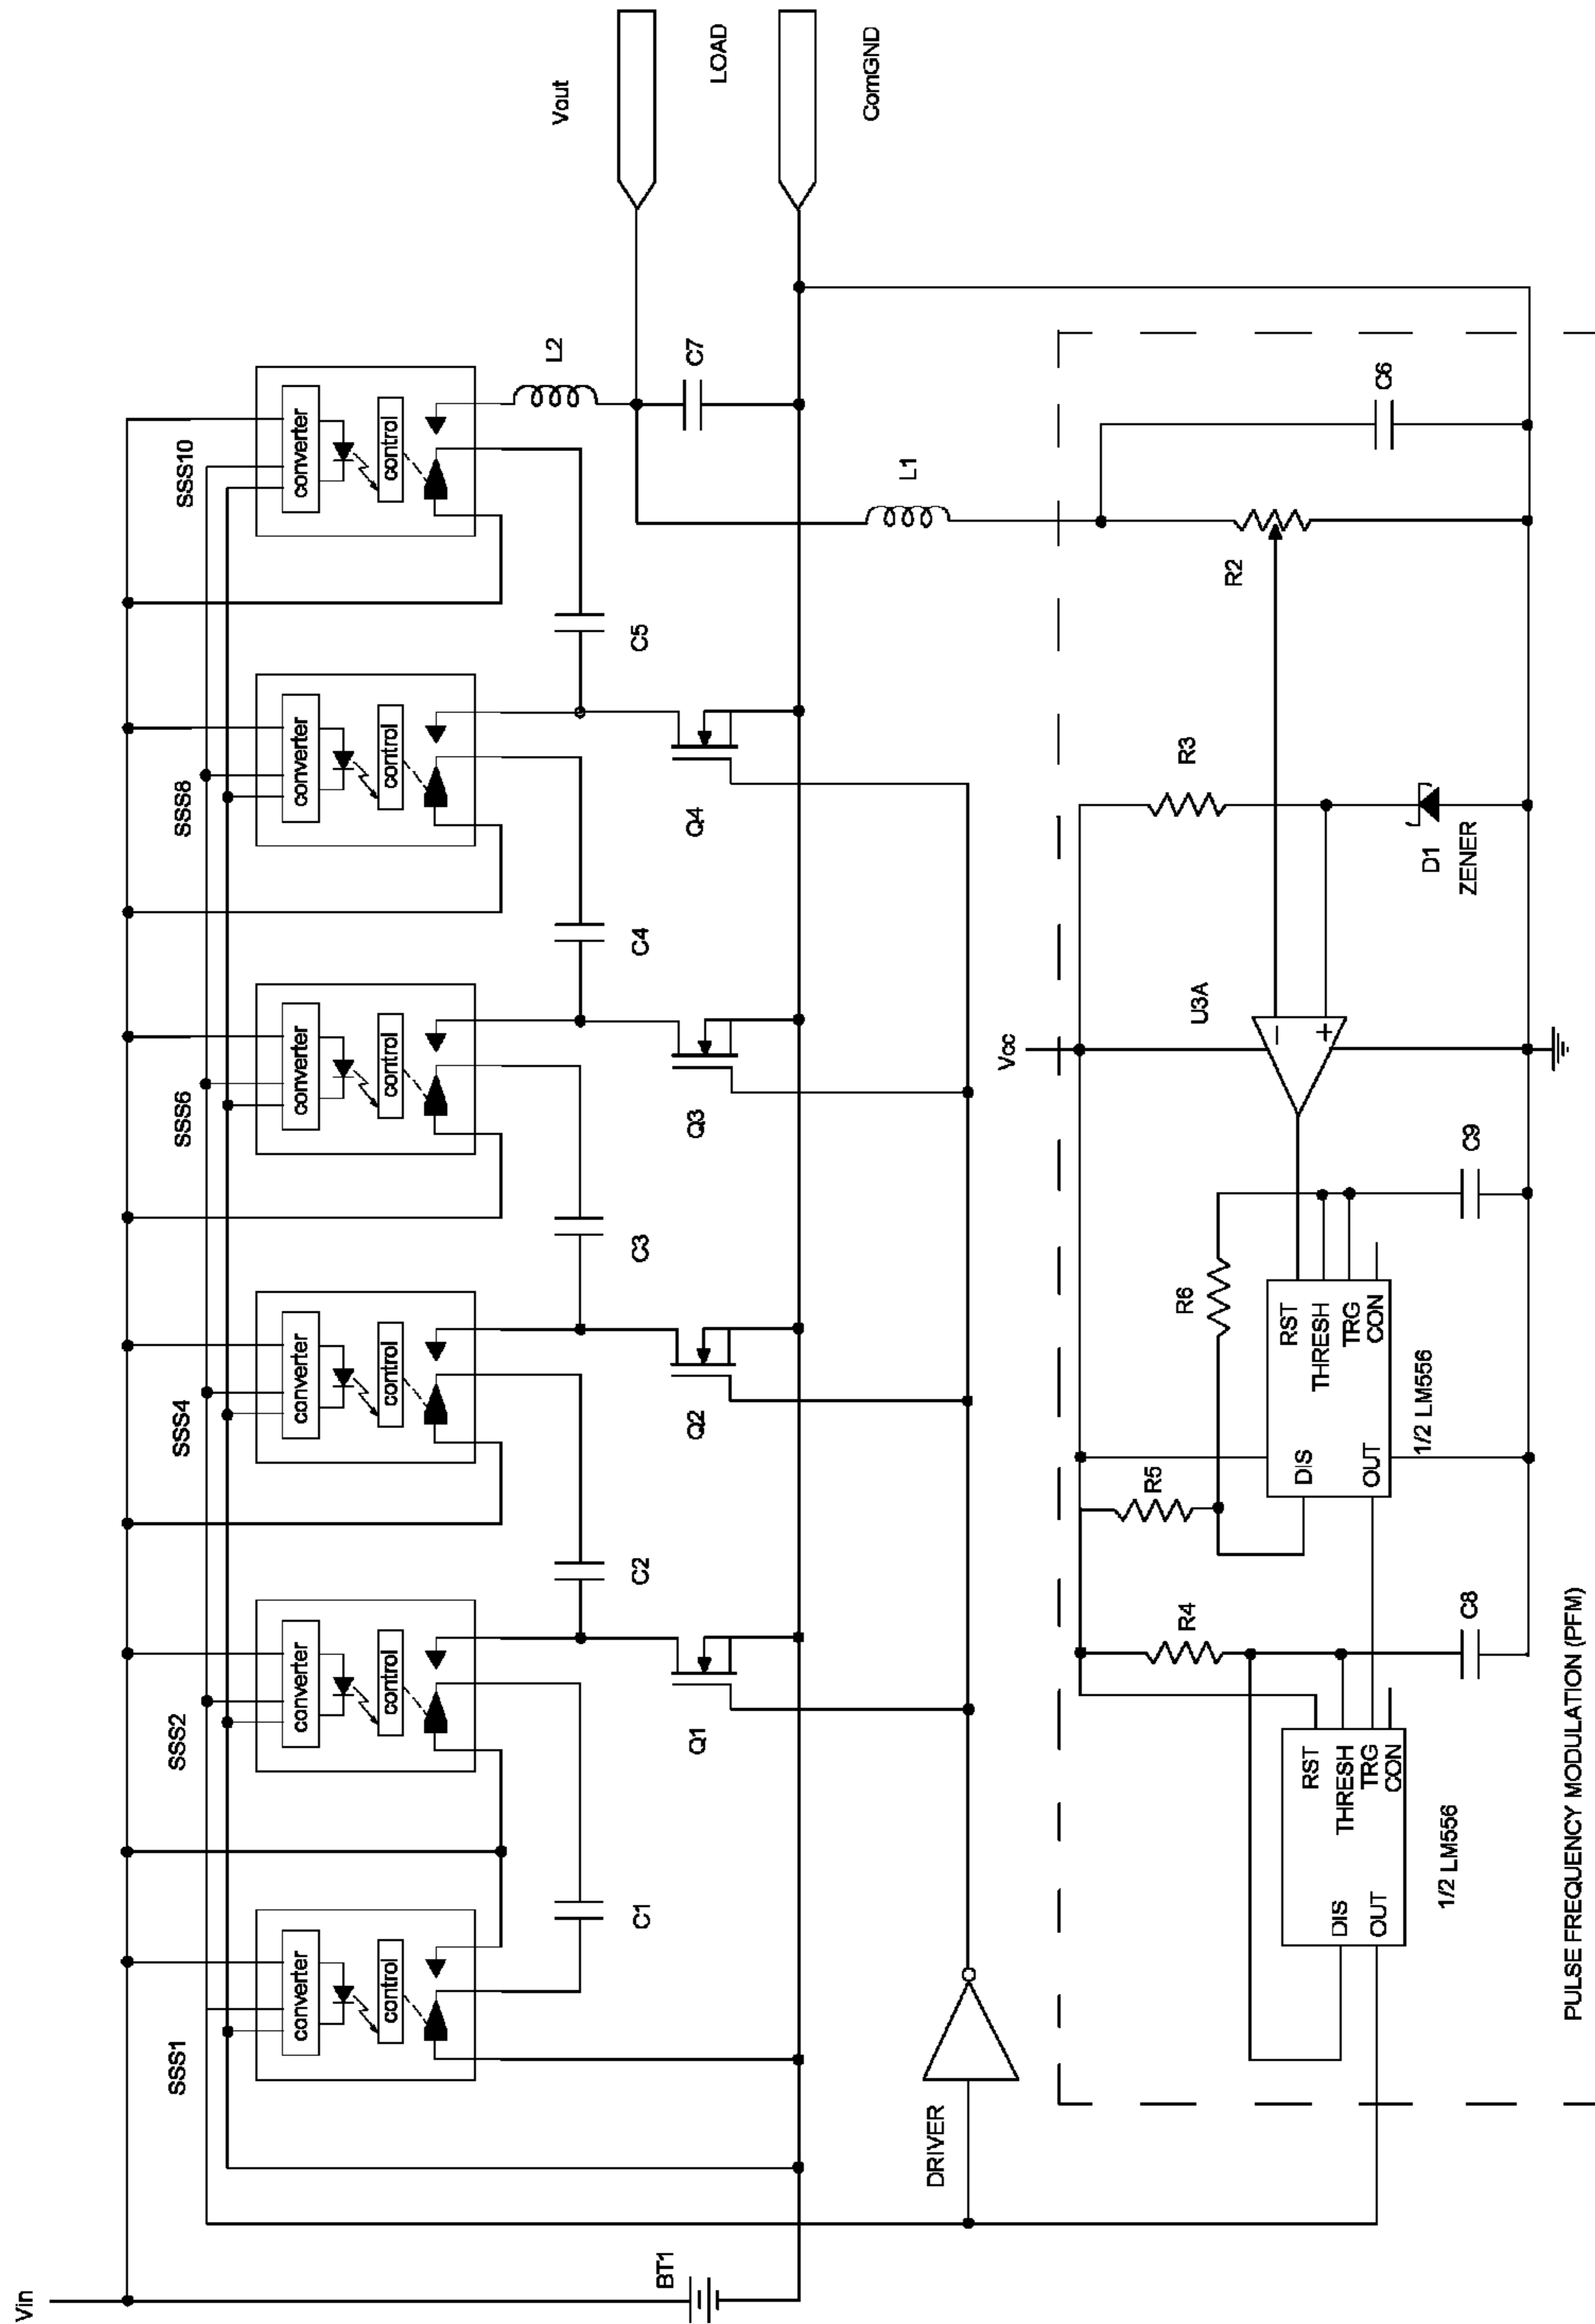 Vin
SSS1
SSS2
SSS4
SSS6
SSS8
SSS10
converter
converter
converter
converter
converter
converter
control
control
control
control
control
control
C1
C2
C3
C4
C5
L2
Vout
BT1
Q1
Q2
Q3
Q4
C7
LOAD
ComGND
DRIVER
L1
Vcc
U3A
R2
R3
R4
R5
R6
C6
D1
ZENER
−
+
RST
THRESH
TRG
CON
DIS
OUT
1/2 LM556
RST
THRESH
TRG
CON
DIS
OUT
1/2 LM556
C8
C9
PULSE FREQUENCY MODULATION (PFM)